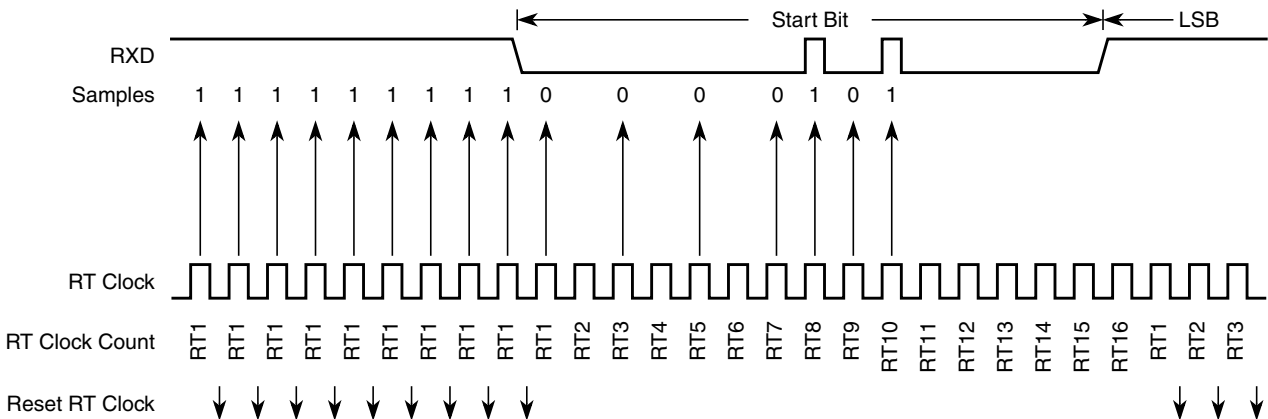 Start Bit LSB
RXD
Samples 1 1 1 1 1 1 1 1 1 0 0 0 0 1 0 1
RT Clock
RT Clock Count RT1 RT1 RT1 RT1 RT1 RT1 RT1 RT1 RT1 RT1 RT2 RT3 RT4 RT5 RT6 RT7 RT8 RT9 RT10 RT11 RT12 RT13 RT14 RT15 RT16 RT1 RT2 RT3
Reset RT Clock